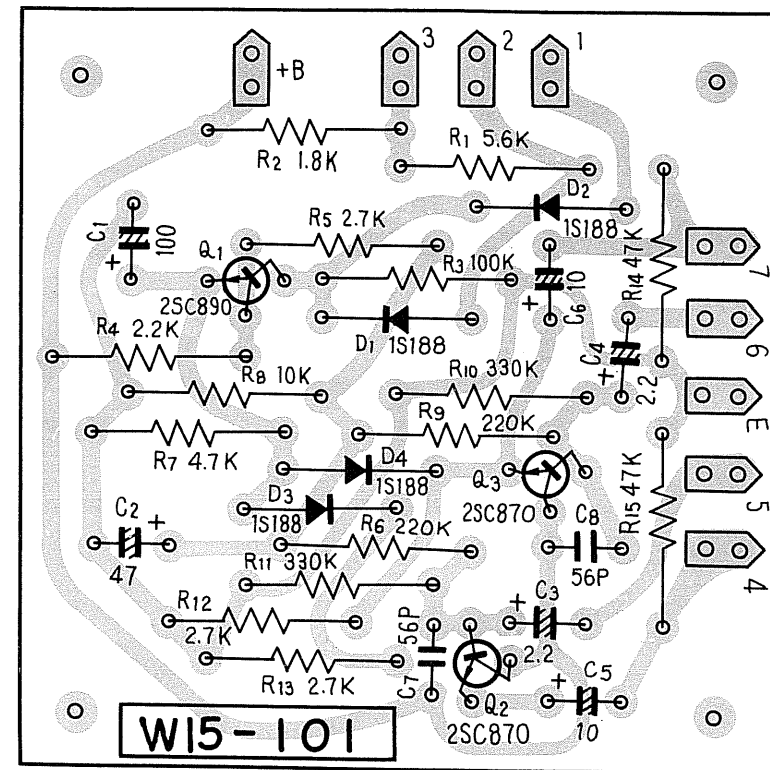 +B
3
2
1
R2 1.8K
R1 5.6K
D2
1S188
C1
100
+
R5 2.7K
Q1
2SC890
R3 100K
+
10
C6
R14 47K
7
D1 1S188
R4 2.2K
C4
+
2.2
6
R8 10K
R10 330K
R9
220K
E
R7 4.7K
D4
1S188
Q3
2SC870
D3
1S188
R15 47K
5
C2
+
47
R6 220K
C8
56P
4
R11 330K
R12
2.7K
56P
C7
+
C3
2.2
R13 2.7K
Q2
2SC870
+
C5
10
W15-101